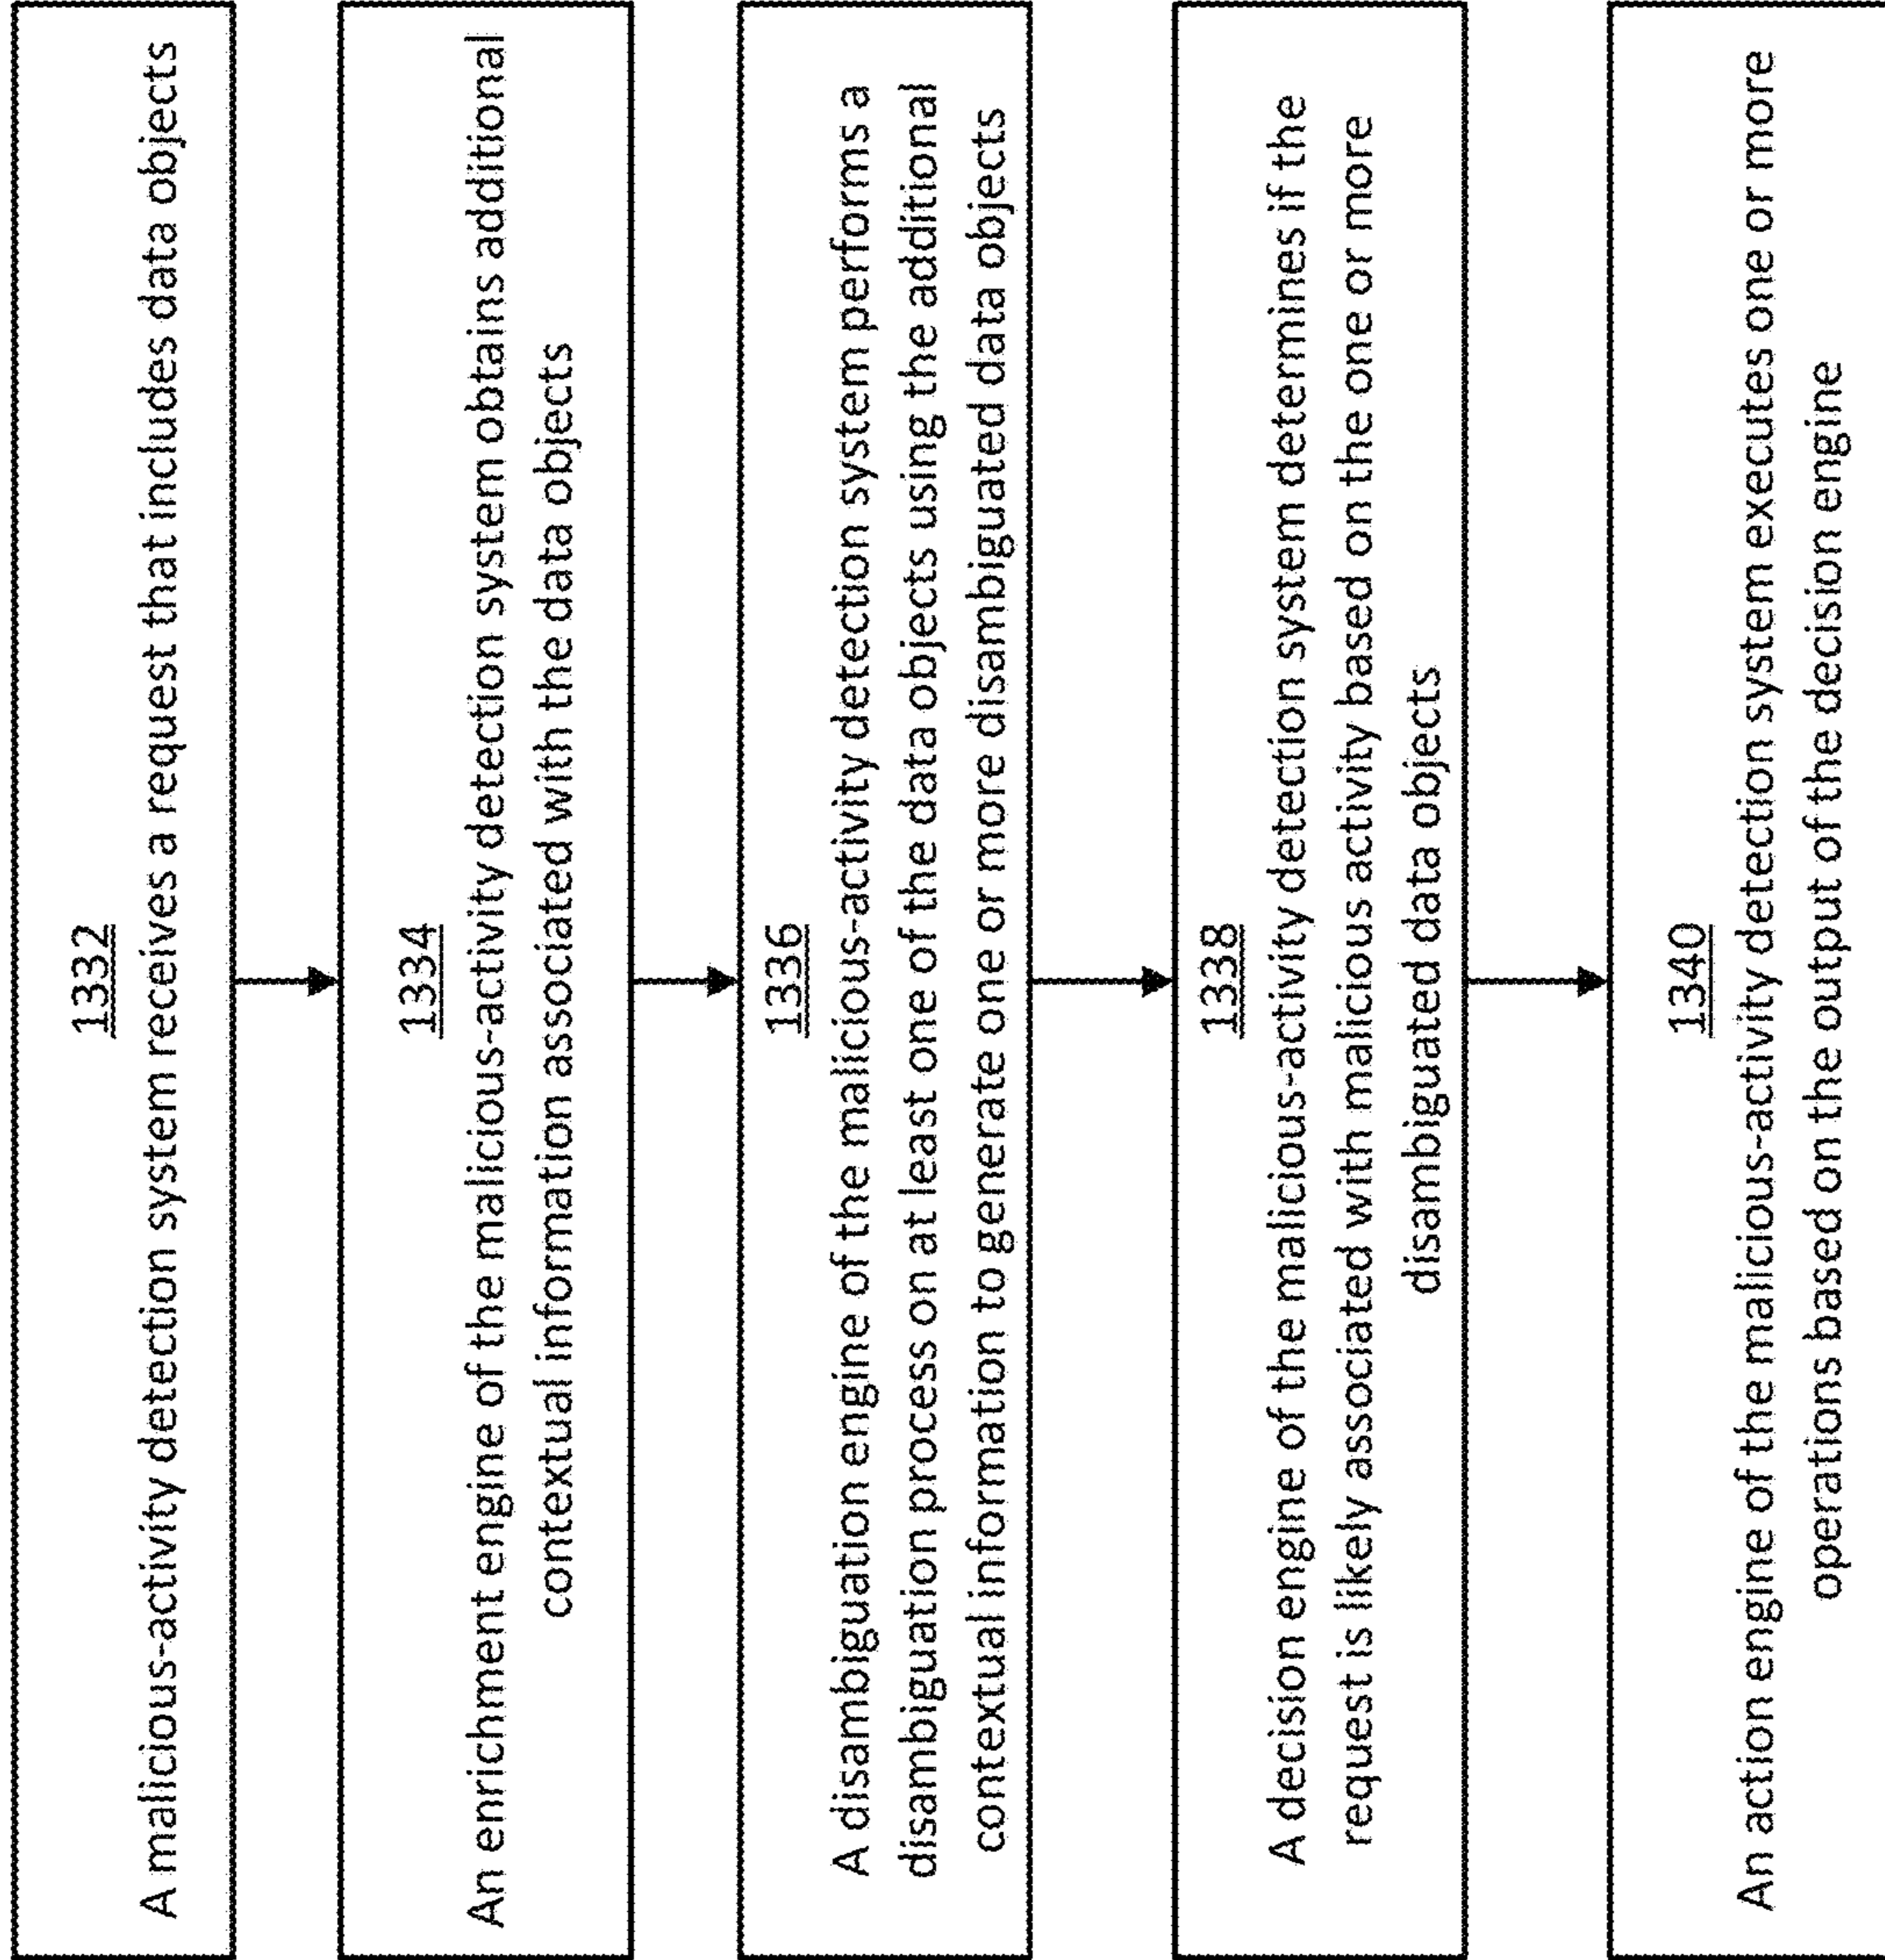 1332
A malicious-activity detection system receives a request that includes data objects
1334
An enrichment engine of the malicious-activity detection system obtains additional
contextual information associated with the data objects
1336
A disambiguation engine of the malicious-activity detection system performs a
disambiguation process on at least one of the data objects using the additional
contextual information to generate one or more disambiguated data objects
1338
A decision engine of the malicious-activity detection system determines if the
request is likely associated with malicious activity based on the one or more
disambiguated data objects
1340
An action engine of the malicious-activity detection system executes one or more
operations based on the output of the decision engine